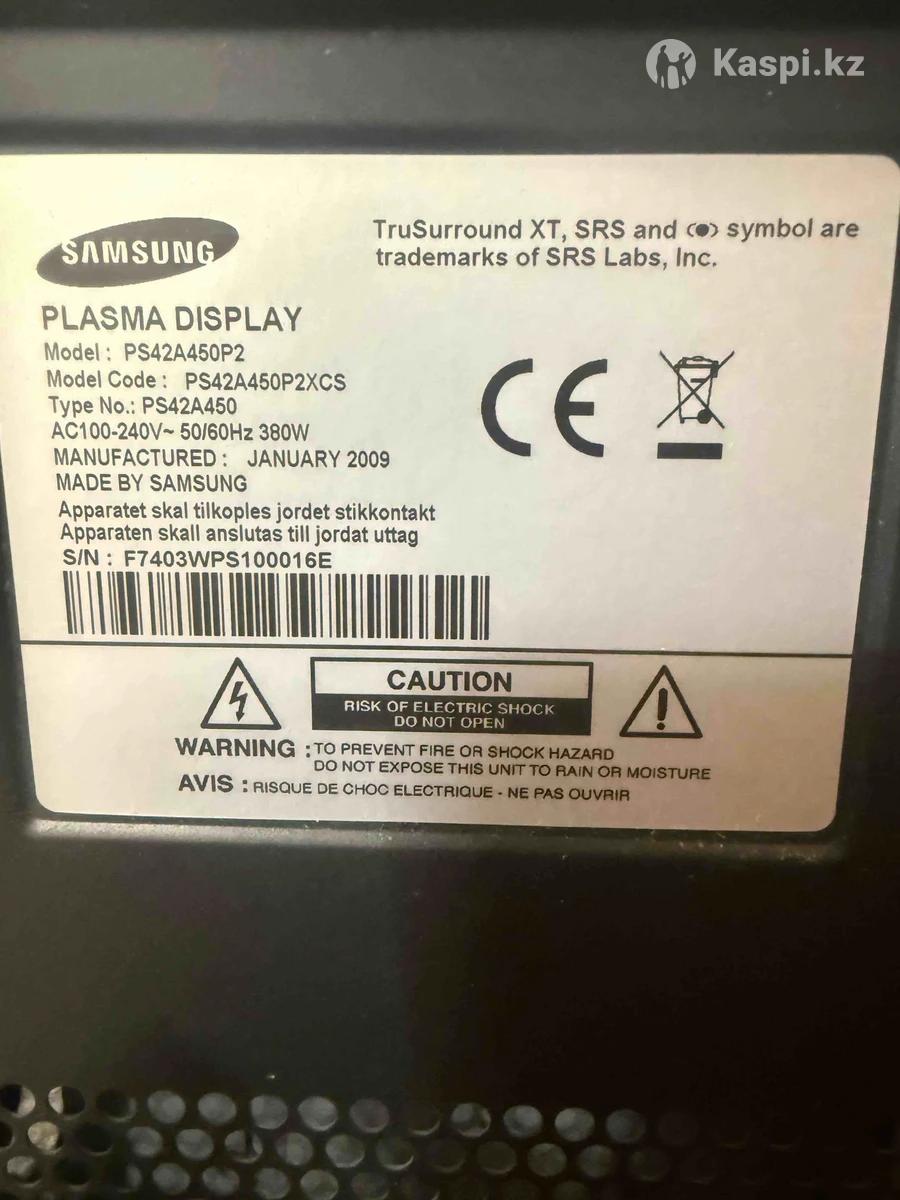 Kaspi.kz
SAMSUNG
TruSurround XT, SRS and (●) symbol are
trademarks of SRS Labs, Inc.
PLASMA DISPLAY
Model : PS42A450P2
Model Code : PS42A450P2XCS
Type No.: PS42A450
AC100-240V~ 50/60Hz 380W
MANUFACTURED : JANUARY 2009
MADE BY SAMSUNG
Apparatet skal tilkoples jordet stikkontakt
Apparaten skall anslutas till jordat uttag
S/N : F7403WPS100016E
CE
CAUTION
RISK OF ELECTRIC SHOCK
DO NOT OPEN
WARNING : TO PREVENT FIRE OR SHOCK HAZARD
DO NOT EXPOSE THIS UNIT TO RAIN OR MOISTURE
AVIS : RISQUE DE CHOC ELECTRIQUE - NE PAS OUVRIR